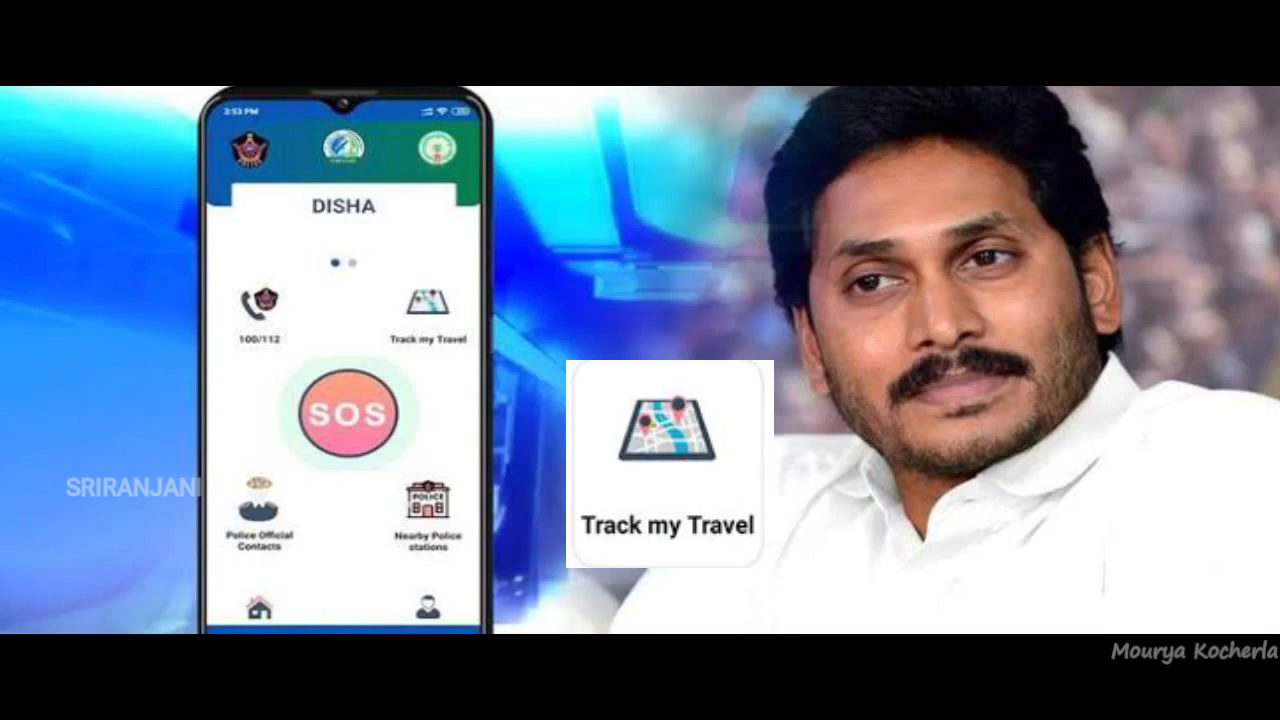 3:53 PM
DISHA
100/112
Track my Travel
SOS
SRIRANJANI
Police Official
Contacts
POLICE
Nearby Police
stations
Track my Travel
Mourya Kocherla